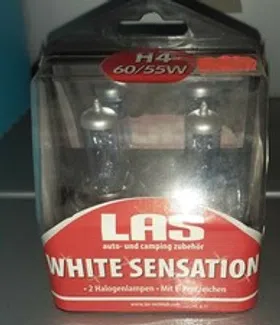 H4
60/55W
LAS
auto- und camping zubehör
WHITE SENSATION
• 2 Halogenlampen • Mit E-Prüfzeichen